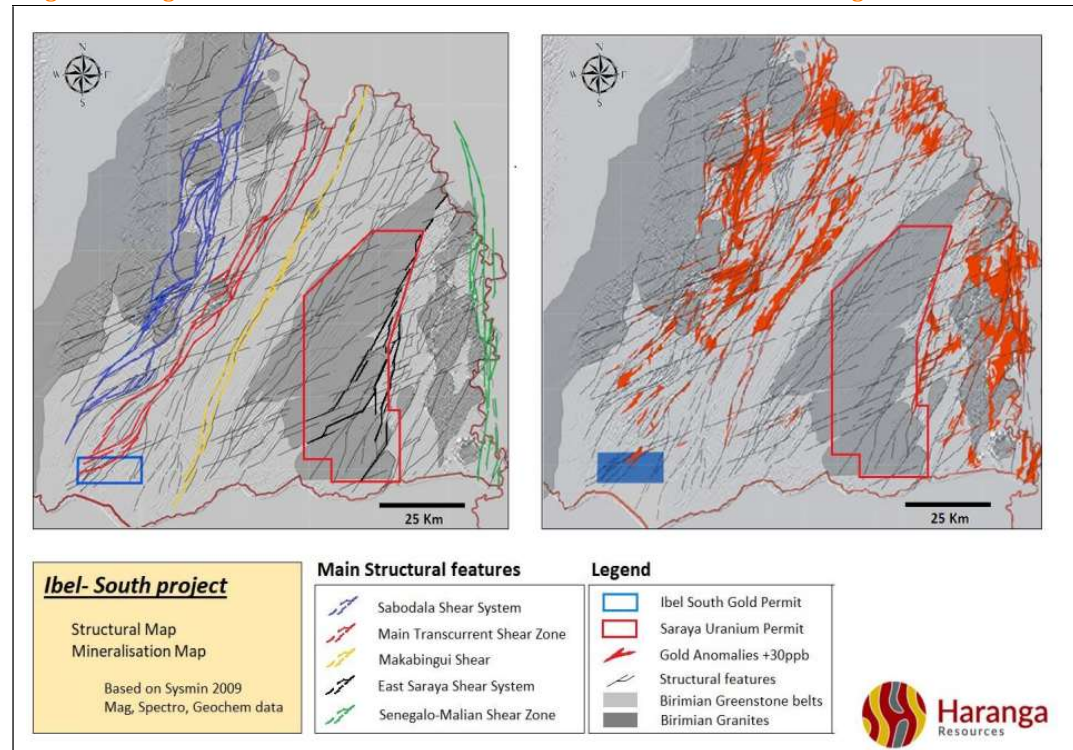 N
W
E
S
25 Km
N
W
E
S
25 Km
Ibel- South project
Structural Map
Mineralisation Map
Based on Sysmin 2009
Mag, Spectro, Geochem data
Main Structural features
Sabodala Shear System
Main Transcurrent Shear Zone
Makabingui Shear
East Saraya Shear System
Senegalo-Malian Shear Zone
Legend
Ibel South Gold Permit
Saraya Uranium Permit
Gold Anomalies +30ppb
Structural features
Birimian Greenstone belts
Birimian Granites
Haranga
Resources